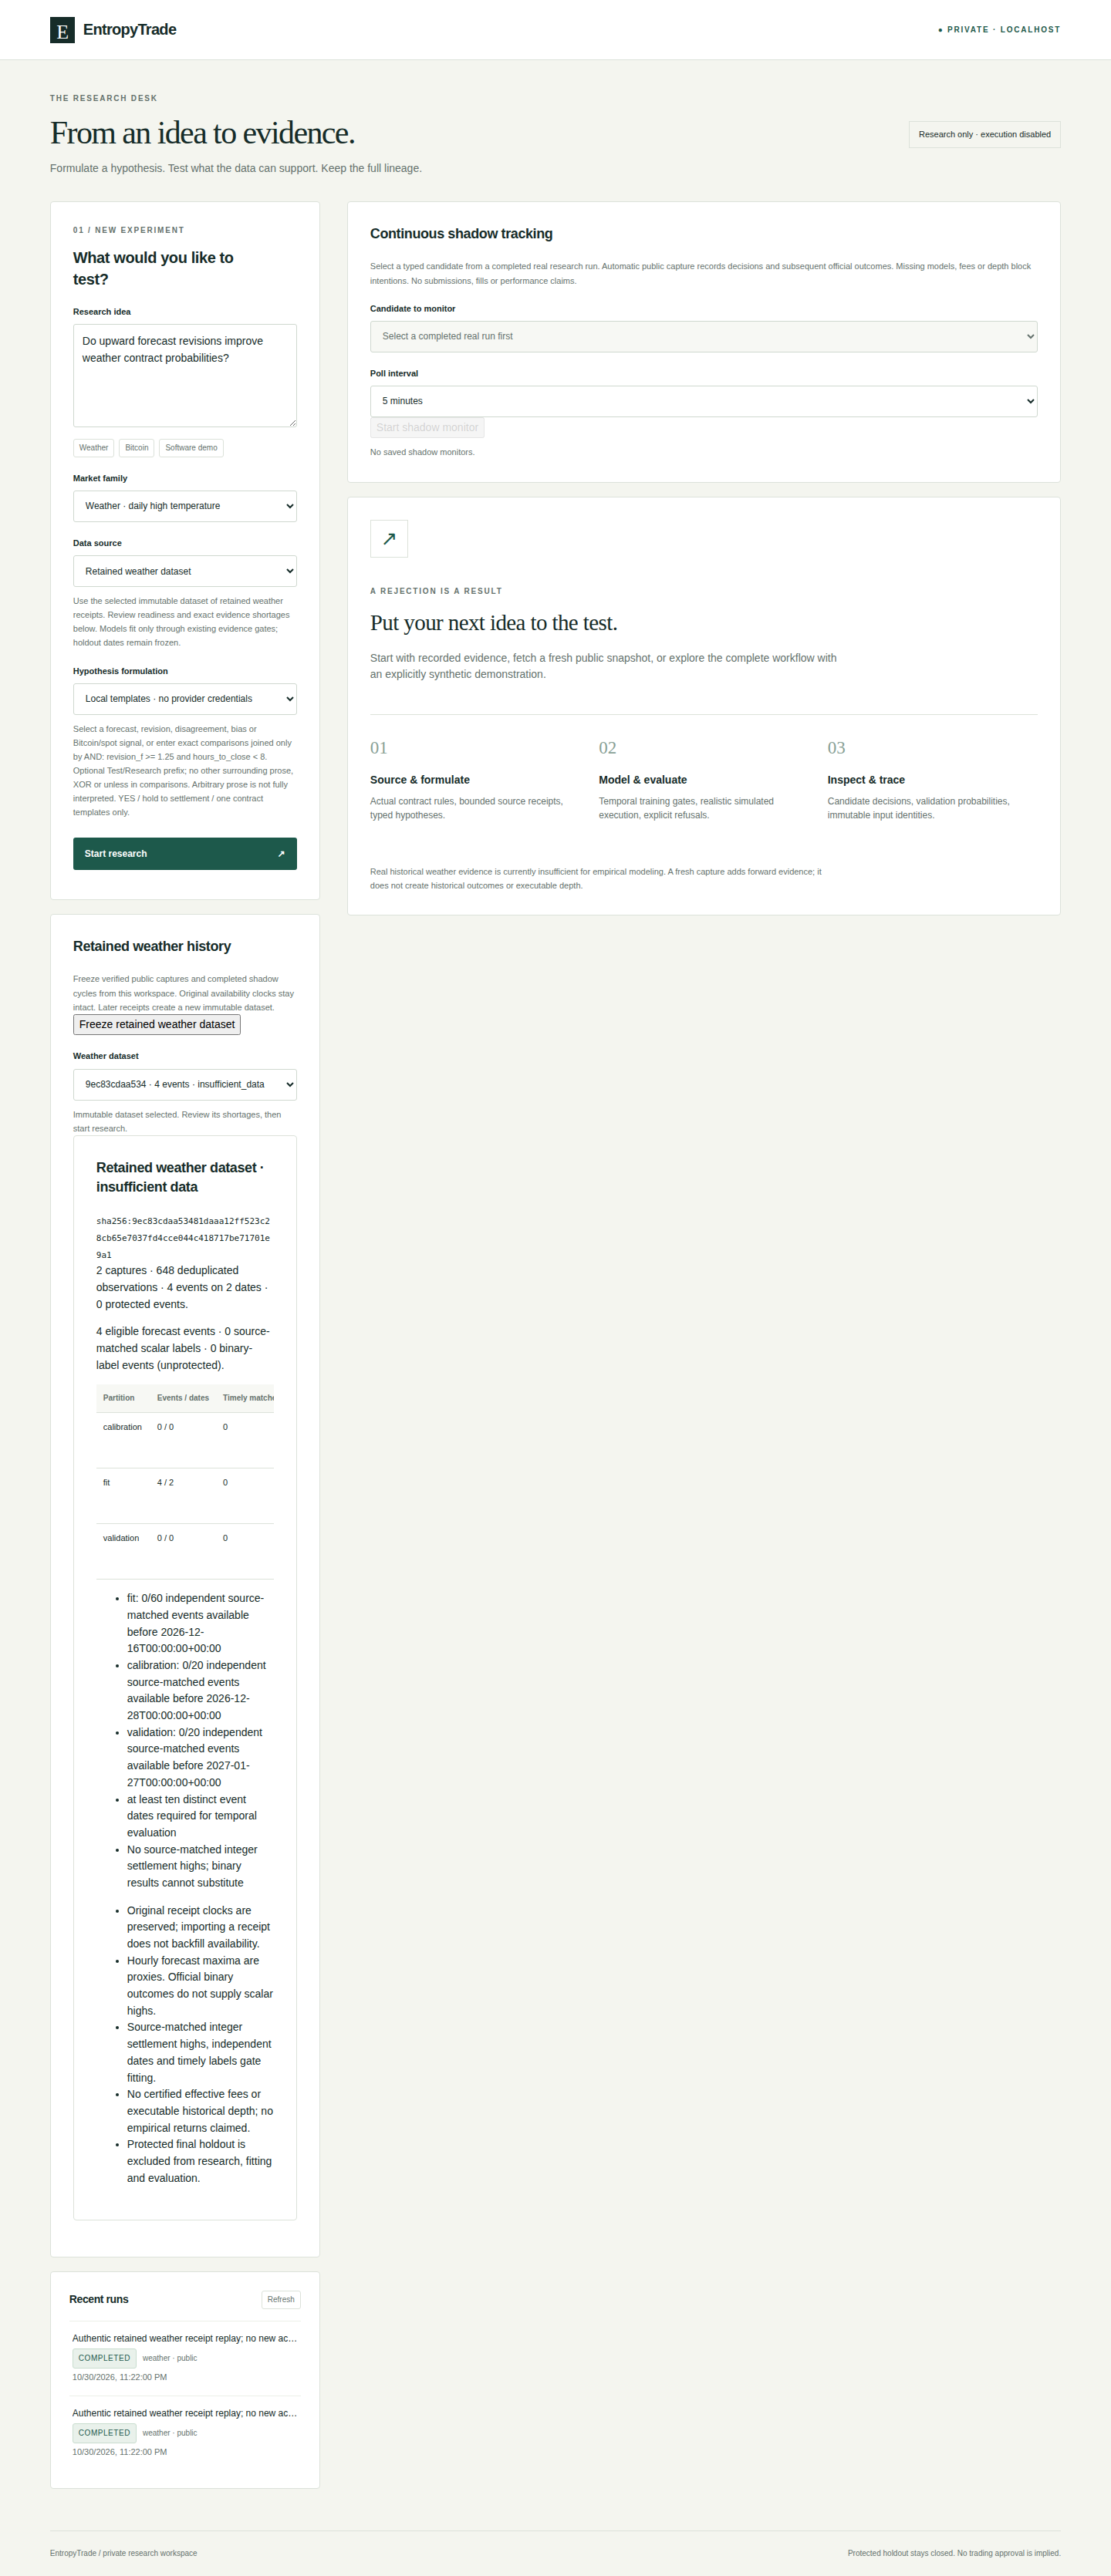 E EntropyTrade
● PRIVATE · LOCALHOST
THE RESEARCH DESK
From an idea to evidence.
Formulate a hypothesis. Test what the data can support. Keep the full lineage.
Research only · execution disabled
01 / NEW EXPERIMENT
What would you like to
test?
Research idea
Do upward forecast revisions improve
weather contract probabilities?
Weather
Bitcoin
Software demo
Market family
Weather · daily high temperature
Data source
Retained weather dataset
Use the selected immutable dataset of retained weather
receipts. Review readiness and exact evidence shortages
below. Models fit only through existing evidence gates;
holdout dates remain frozen.
Hypothesis formulation
Local templates · no provider credentials
Select a forecast, revision, disagreement, bias or
Bitcoin/spot signal, or enter exact comparisons joined only
by AND: revision_f >= 1.25 and hours_to_close < 8.
Optional Test/Research prefix; no other surrounding prose,
XOR or unless in comparisons. Arbitrary prose is not fully
interpreted. YES / hold to settlement / one contract
templates only.
Start research ↗
Retained weather history
Freeze verified public captures and completed shadow
cycles from this workspace. Original availability clocks stay
intact. Later receipts create a new immutable dataset.
Freeze retained weather dataset
Weather dataset
9ec83cdaa534 · 4 events · insufficient_data
Immutable dataset selected. Review its shortages, then
start research.
Retained weather dataset ·
insufficient data
sha256:9ec83cdaa53481daaa12ff523c2
8cb65e7037fd4cce044c418717be71701e
9a1
2 captures · 648 deduplicated
observations · 4 events on 2 dates ·
0 protected events.
4 eligible forecast events · 0 source-
matched scalar labels · 0 binary-
label events (unprotected).
Partition Events / dates Timely matche
calibration 0 / 0 0
fit 4 / 2 0
validation 0 / 0 0
• fit: 0/60 independent source-
matched events available
before 2026-12-
16T00:00:00+00:00
• calibration: 0/20 independent
source-matched events
available before 2026-12-
28T00:00:00+00:00
• validation: 0/20 independent
source-matched events
available before 2027-01-
27T00:00:00+00:00
• at least ten distinct event
dates required for temporal
evaluation
• No source-matched integer
settlement highs; binary
results cannot substitute
• Original receipt clocks are
preserved; importing a receipt
does not backfill availability.
• Hourly forecast maxima are
proxies. Official binary
outcomes do not supply scalar
highs.
• Source-matched integer
settlement highs, independent
dates and timely labels gate
fitting.
• No certified effective fees or
executable historical depth; no
empirical returns claimed.
• Protected final holdout is
excluded from research, fitting
and evaluation.
Recent runs
Refresh
Authentic retained weather receipt replay; no new ac…
COMPLETED weather · public
10/30/2026, 11:22:00 PM
Authentic retained weather receipt replay; no new ac…
COMPLETED weather · public
10/30/2026, 11:22:00 PM
Continuous shadow tracking
Select a typed candidate from a completed real research run. Automatic public capture records decisions and subsequent official outcomes. Missing models, fees or depth block
intentions. No submissions, fills or performance claims.
Candidate to monitor
Select a completed real run first
Poll interval
5 minutes
Start shadow monitor
No saved shadow monitors.
↗
A REJECTION IS A RESULT
Put your next idea to the test.
Start with recorded evidence, fetch a fresh public snapshot, or explore the complete workflow with
an explicitly synthetic demonstration.
01
Source & formulate
Actual contract rules, bounded source receipts,
typed hypotheses.
02
Model & evaluate
Temporal training gates, realistic simulated
execution, explicit refusals.
03
Inspect & trace
Candidate decisions, validation probabilities,
immutable input identities.
Real historical weather evidence is currently insufficient for empirical modeling. A fresh capture adds forward evidence; it
does not create historical outcomes or executable depth.
EntropyTrade / private research workspace
Protected holdout stays closed. No trading approval is implied.